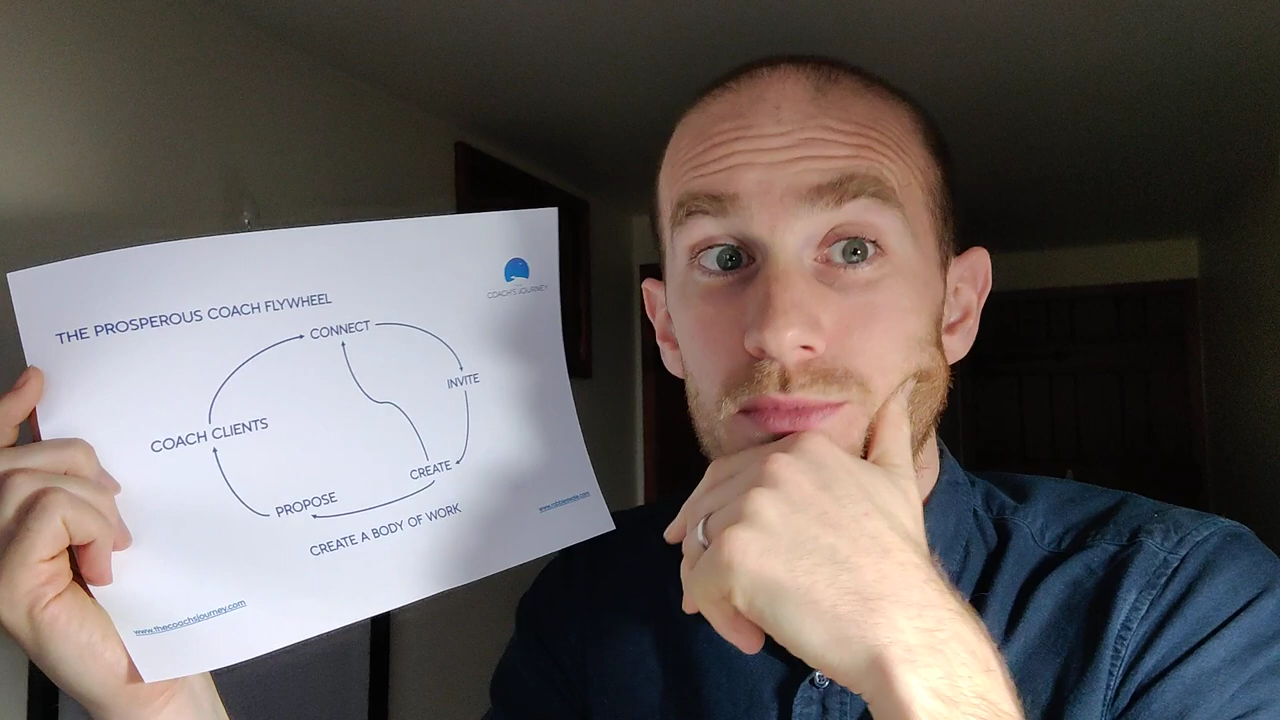 COACH'S JOURNEY
THE PROSPEROUS COACH FLYWHEEL
CONNECT
INVITE
CREATE
PROPOSE
COACH CLIENTS
CREATE A BODY OF WORK
www.thecoachsjourney.com